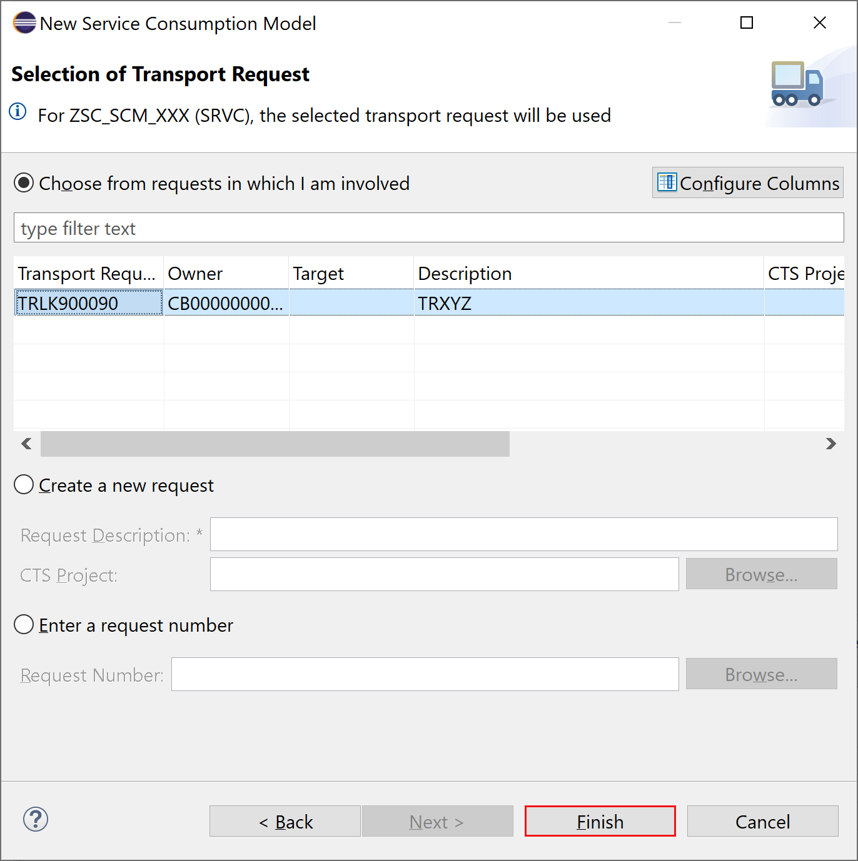 New Service Consumption Model
Selection of Transport Request
For ZSC_SCM_XXX (SRVC), the selected transport request will be used
Choose from requests in which I am involved
Configure Columns
type filter text
Transport Requ... Owner Target Description CTS Proje
TRLK900090 CB00000000... TRXYZ
Create a new request
Request Description: *
CTS Project:
Browse...
Enter a request number
Request Number:
Browse...
< Back Next > Finish Cancel